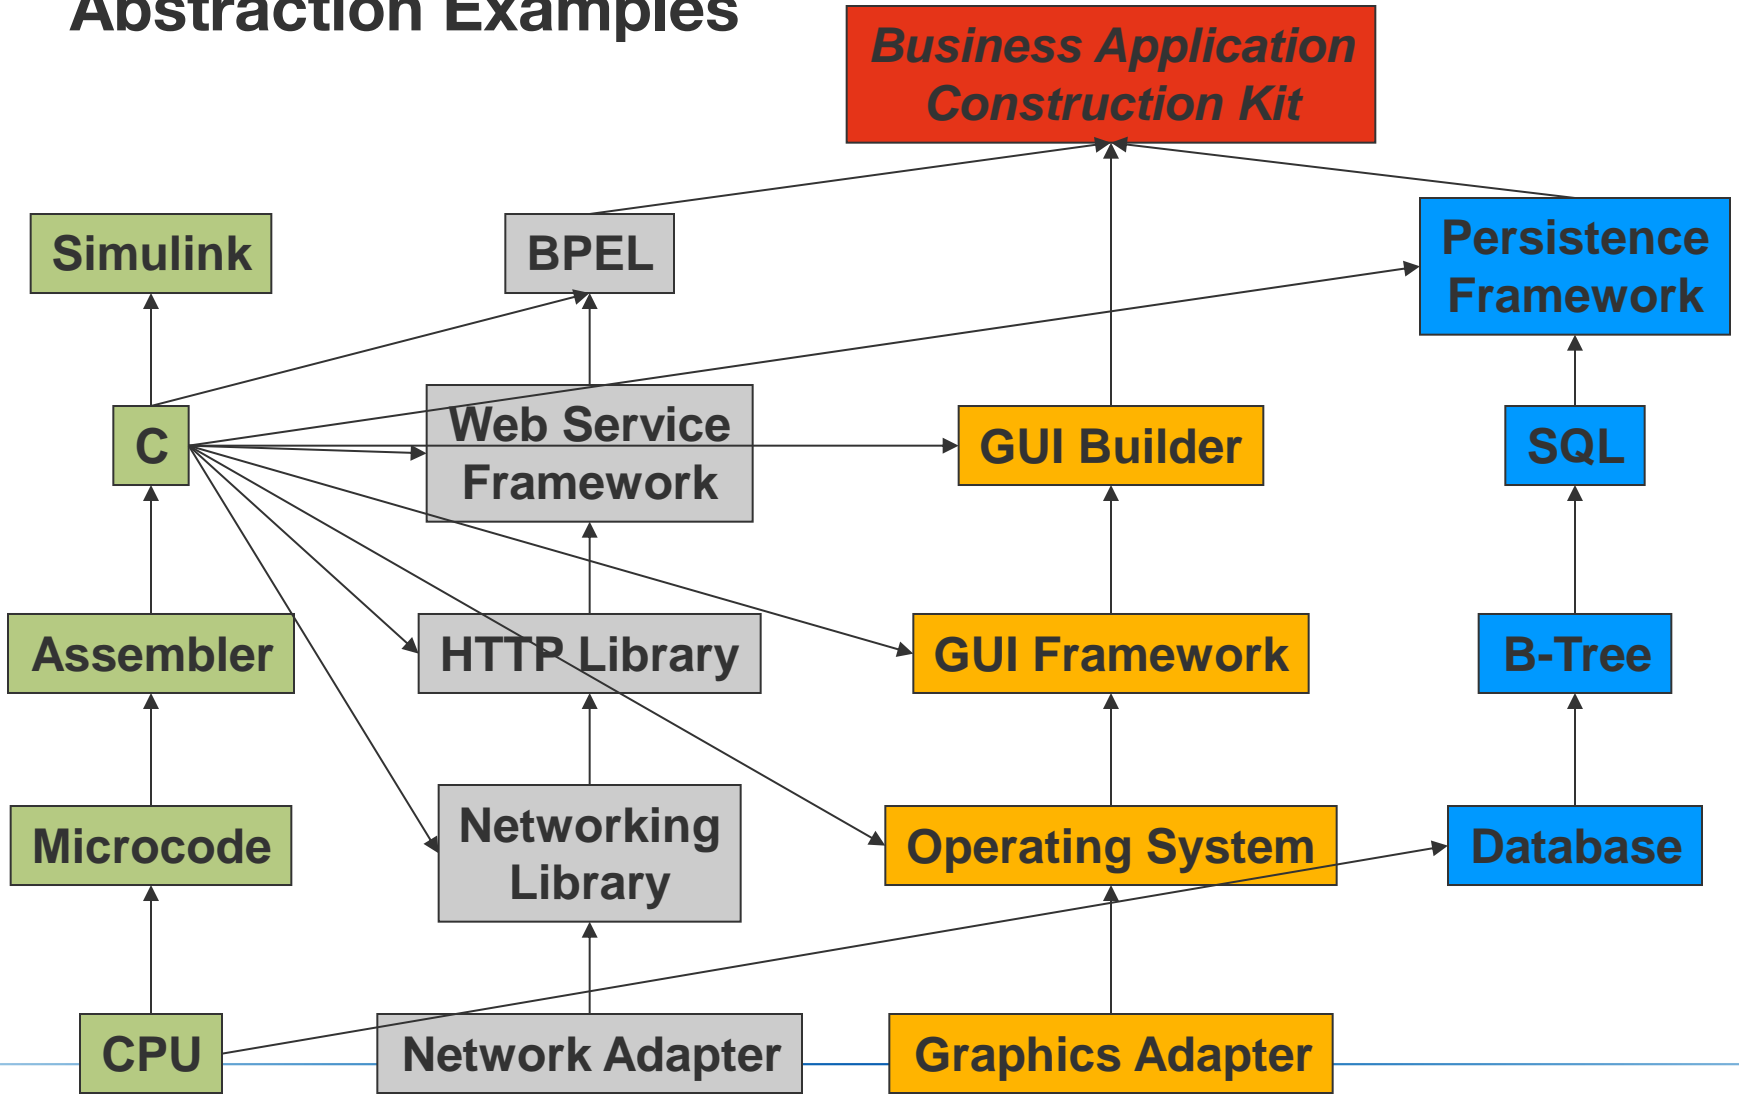 Abstraction Examples
Business Application
Construction Kit
Simulink
BPEL
Persistence
Framework
C
Web Service
Framework
GUI Builder
SQL
Assembler
HTTP Library
GUI Framework
B-Tree
Microcode
Networking
Library
Operating System
Database
CPU
Network Adapter
Graphics Adapter